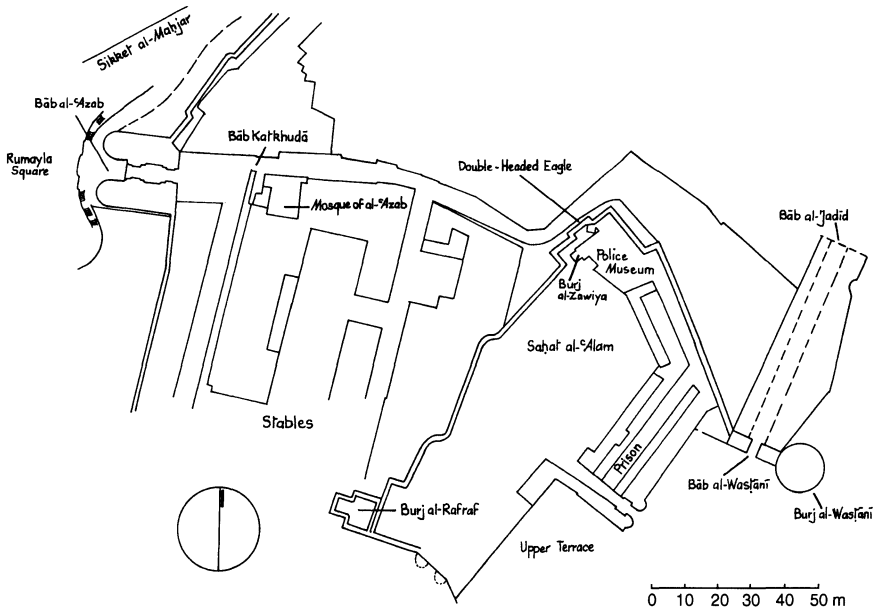 Sikket al-Maḥjar
Bāb al-ʿAzab
Rumayla
Square
Bāb Katkhudā
Mosque of al-ʿAzab
Double-Headed Eagle
Police
Museum
Burj
al-Zawiya
Bāb al-Jadīd
Saḥat al-ʿAlam
Stables
Prison
Bāb al-Wasṭānī
Burj al-Rafraf
Burj al-Wasṭānī
Upper Terrace
0 10 20 30 40 50 m